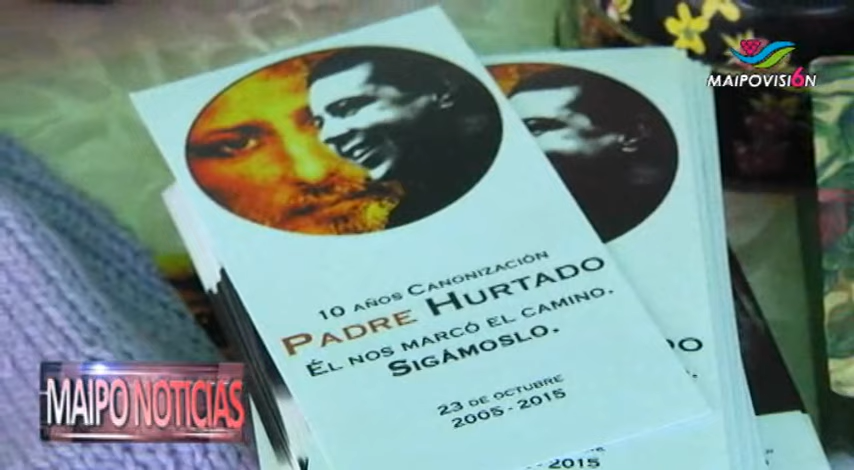 MAIPOVISIÓN
10 AÑOS CANONIZACIÓN
PADRE HURTADO
ÉL NOS MARCÓ EL CAMINO.
SIGÁMOSLO.
23 DE OCTUBRE
2005 - 2015
MAIPO NOTICIAS
2015